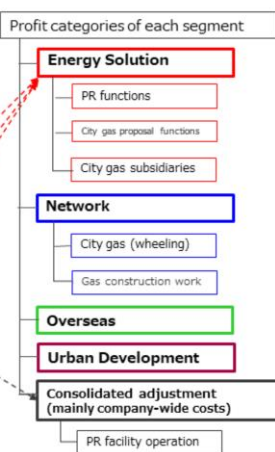 Profit categories of each segment
Energy Solution
PR functions
City gas proposal functions
City gas subsidiaries
Network
City gas (wheeling)
Gas construction work
Overseas
Urban Development
Consolidated adjustment
(mainly company-wide costs)
PR facility operation